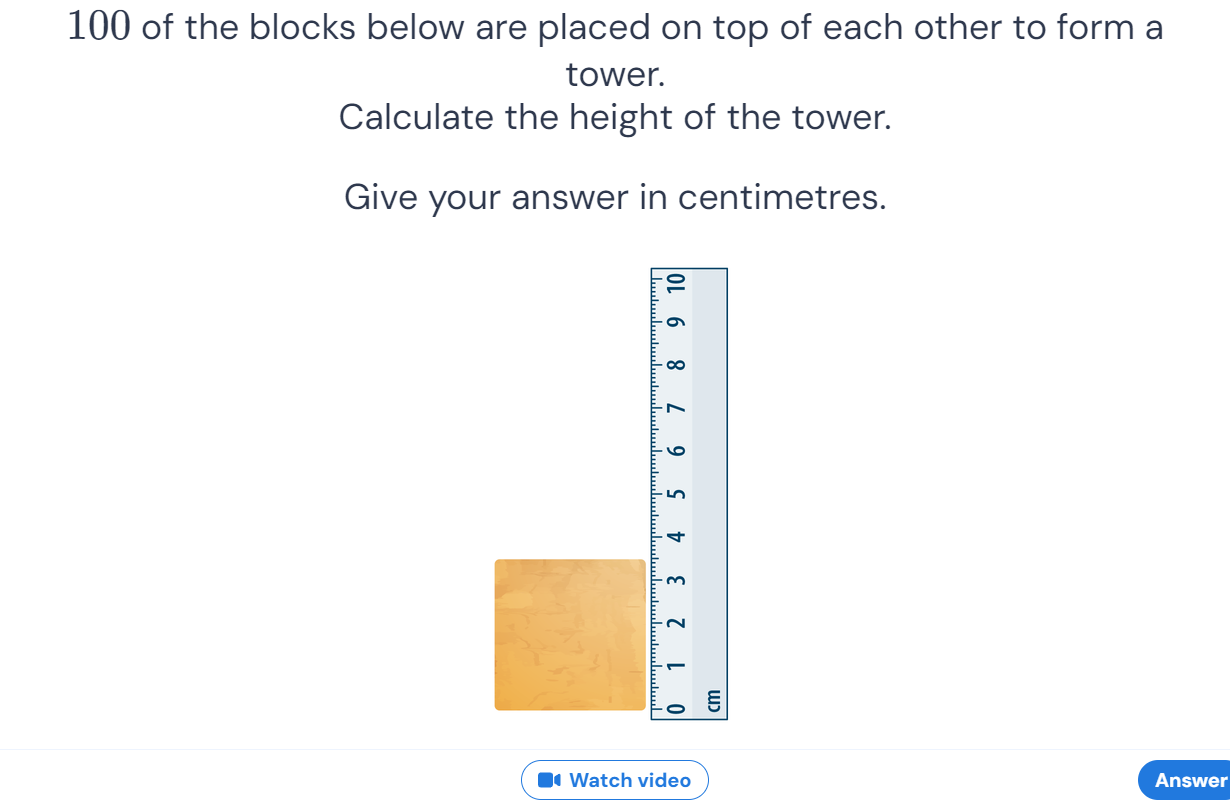 100 of the blocks below are placed on top of each other to form a
tower.
Calculate the height of the tower.
Give your answer in centimetres.
10
9
8
7
6
5
4
3
2
1
0
cm
Watch video
Answer